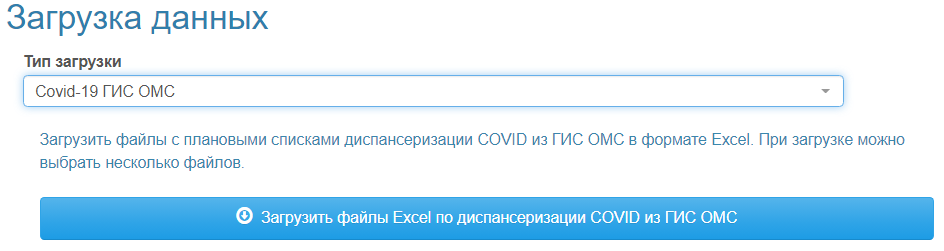 Загрузка данных
Тип загрузки
Covid-19 ГИС ОМС
Загрузить файлы с плановыми списками диспансеризации COVID из ГИС ОМС в формате Excel. При загрузке можно
выбрать несколько файлов.
Загрузить файлы Excel по диспансеризации COVID из ГИС ОМС